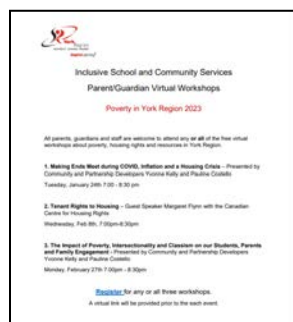 Inclusive School and Community Services
Parent/Guardian Virtual Workshops
Poverty in York Region 2023
All parents, guardians and staff are welcome to attend any or all of the free virtual
workshops about poverty, housing rights and resources in York Region.
1. Making Ends Meet during COVID, Inflation and a Housing Crisis – Presented by
Community and Partnership Developers Yvonne Kelly and Pauline Costello
Tuesday, January 24th 7:00 - 8:30 pm
2. Tenant Rights to Housing - Guest Speaker Margaret Flynn with the Canadian
Centre for Housing Rights
Wednesday, Feb 8th, 7:00pm-8:30pm
3. The Impact of Poverty, Intersectionality and Classism on our Students, Parents
and Family Engagement - Presented by Community and Partnership Developers
Yvonne Kelly and Pauline Costello
Monday, February 27th 7:00pm - 8:30pm
Register for any or all three workshops.
A virtual link will be provided prior to the each event.